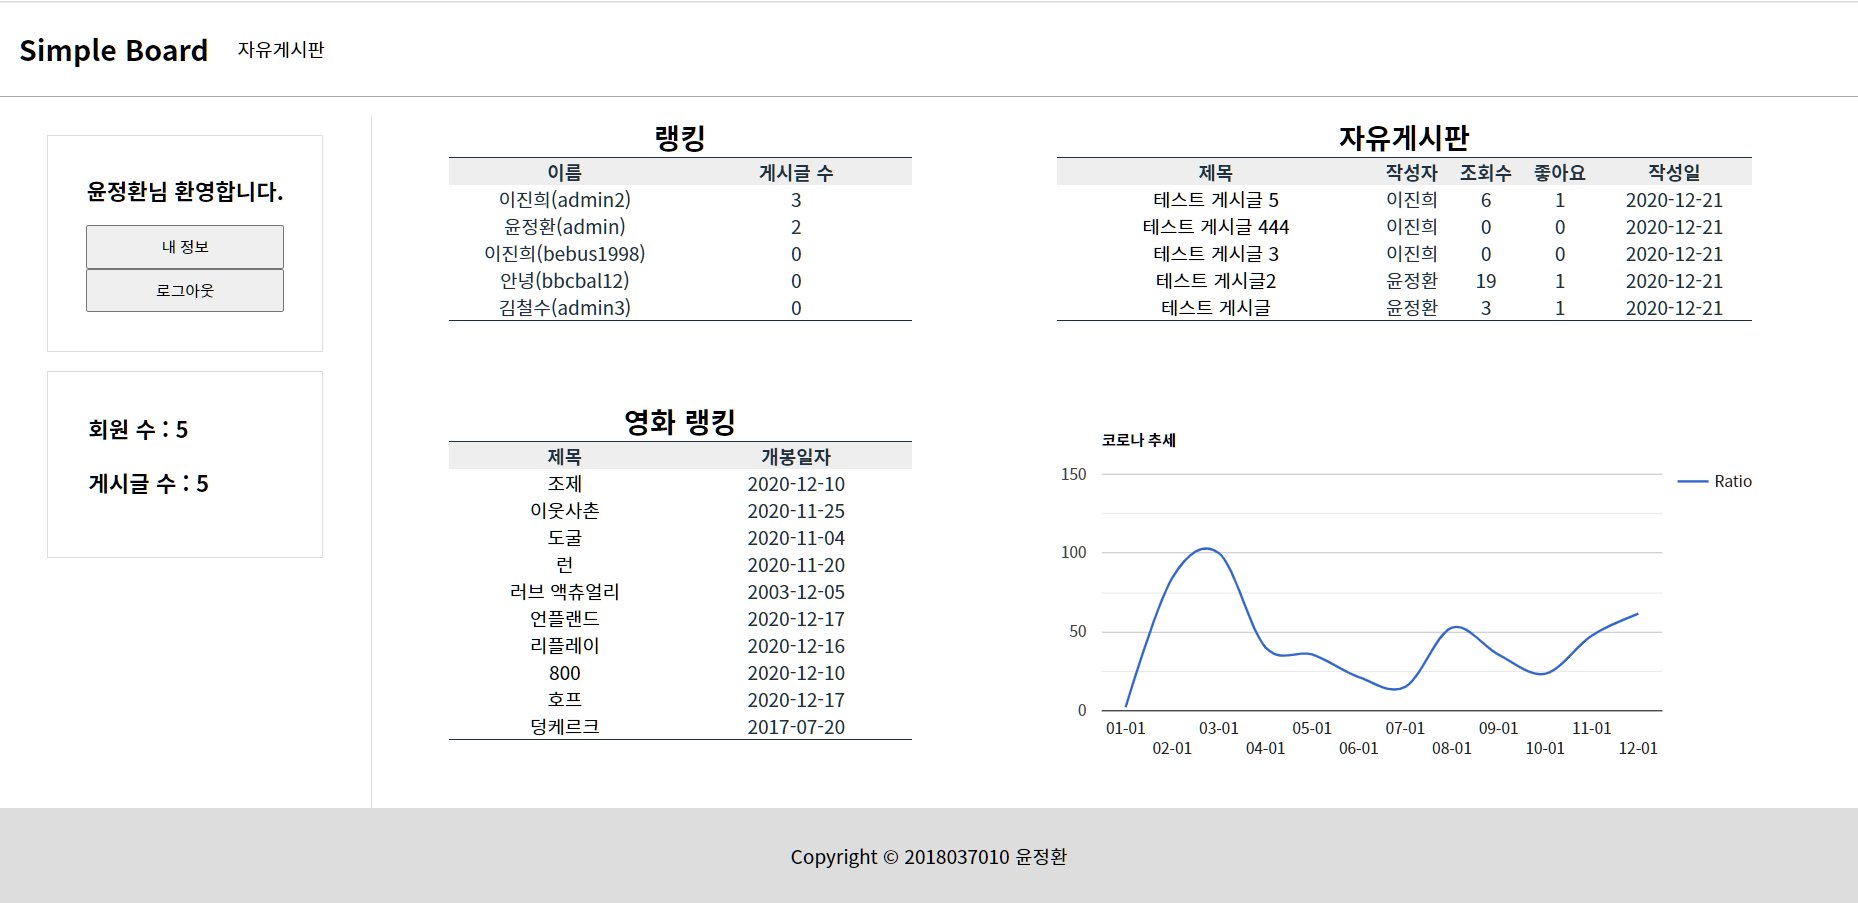 Simple Board 자유게시판
윤정환님 환영합니다.
내 정보
로그아웃
회원 수 : 5
게시글 수 : 5
랭킹
이름 게시글 수
이진희(admin2) 3
윤정환(admin) 2
이진희(bebus1998) 0
안녕(bbcbal12) 0
김철수(admin3) 0
자유게시판
제목 작성자 조회수 좋아요 작성일
테스트 게시글 5 이진희 6 1 2020-12-21
테스트 게시글 444 이진희 0 0 2020-12-21
테스트 게시글 3 이진희 0 0 2020-12-21
테스트 게시글2 윤정환 19 1 2020-12-21
테스트 게시글 윤정환 3 1 2020-12-21
영화 랭킹
제목 개봉일자
조제 2020-12-10
이웃사촌 2020-11-25
도굴 2020-11-04
런 2020-11-20
러브 액츄얼리 2003-12-05
언플랜드 2020-12-17
리플레이 2020-12-16
800 2020-12-10
호프 2020-12-17
덩케르크 2017-07-20
코로나 추세
150
100
50
0
Ratio
01-01 03-01 05-01 07-01 09-01 11-01
02-01 04-01 06-01 08-01 10-01 12-01
Copyright © 2018037010 윤정환